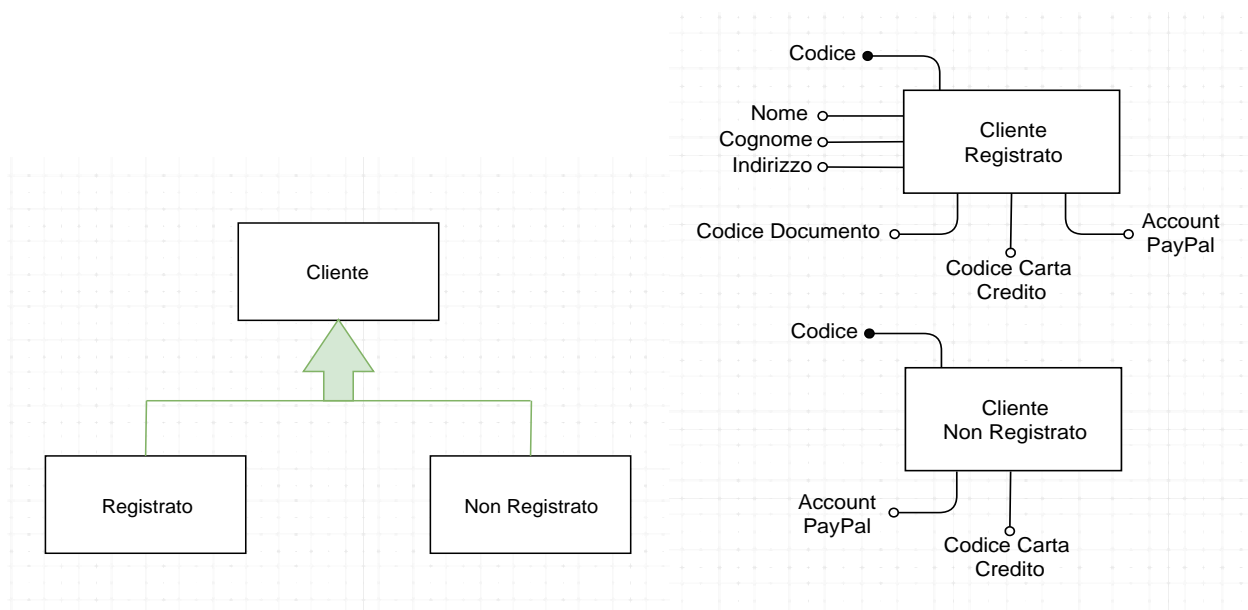 Cliente
Registrato
Non Registrato
Codice
Nome
Cognome
Indirizzo
Cliente
Registrato
Codice Documento
Codice Carta
Credito
Account
PayPal
Codice
Cliente
Non Registrato
Account
PayPal
Codice Carta
Credito